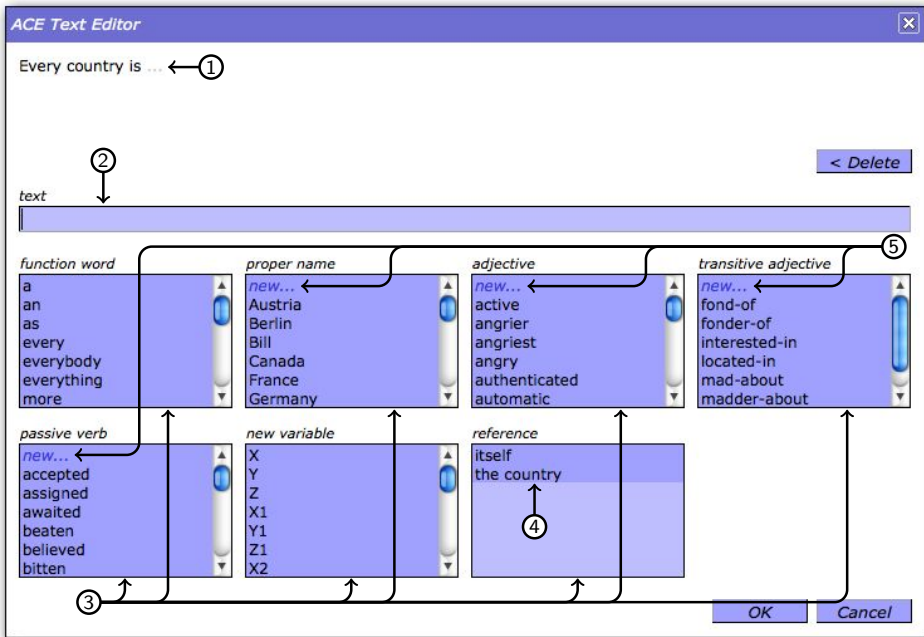 ACE Text Editor
Every country is ... ①
②
< Delete
text
⑤
function word
a
an
as
every
everybody
everything
more
proper name
new...
Austria
Berlin
Bill
Canada
France
Germany
adjective
new...
active
angrier
angriest
angry
authenticated
automatic
transitive adjective
new...
fond-of
fonder-of
interested-in
located-in
mad-about
madder-about
passive verb
new...
accepted
assigned
awaited
beaten
believed
bitten
new variable
X
Y
Z
X1
Y1
Z1
X2
reference
itself
the country
④
③
OK
Cancel